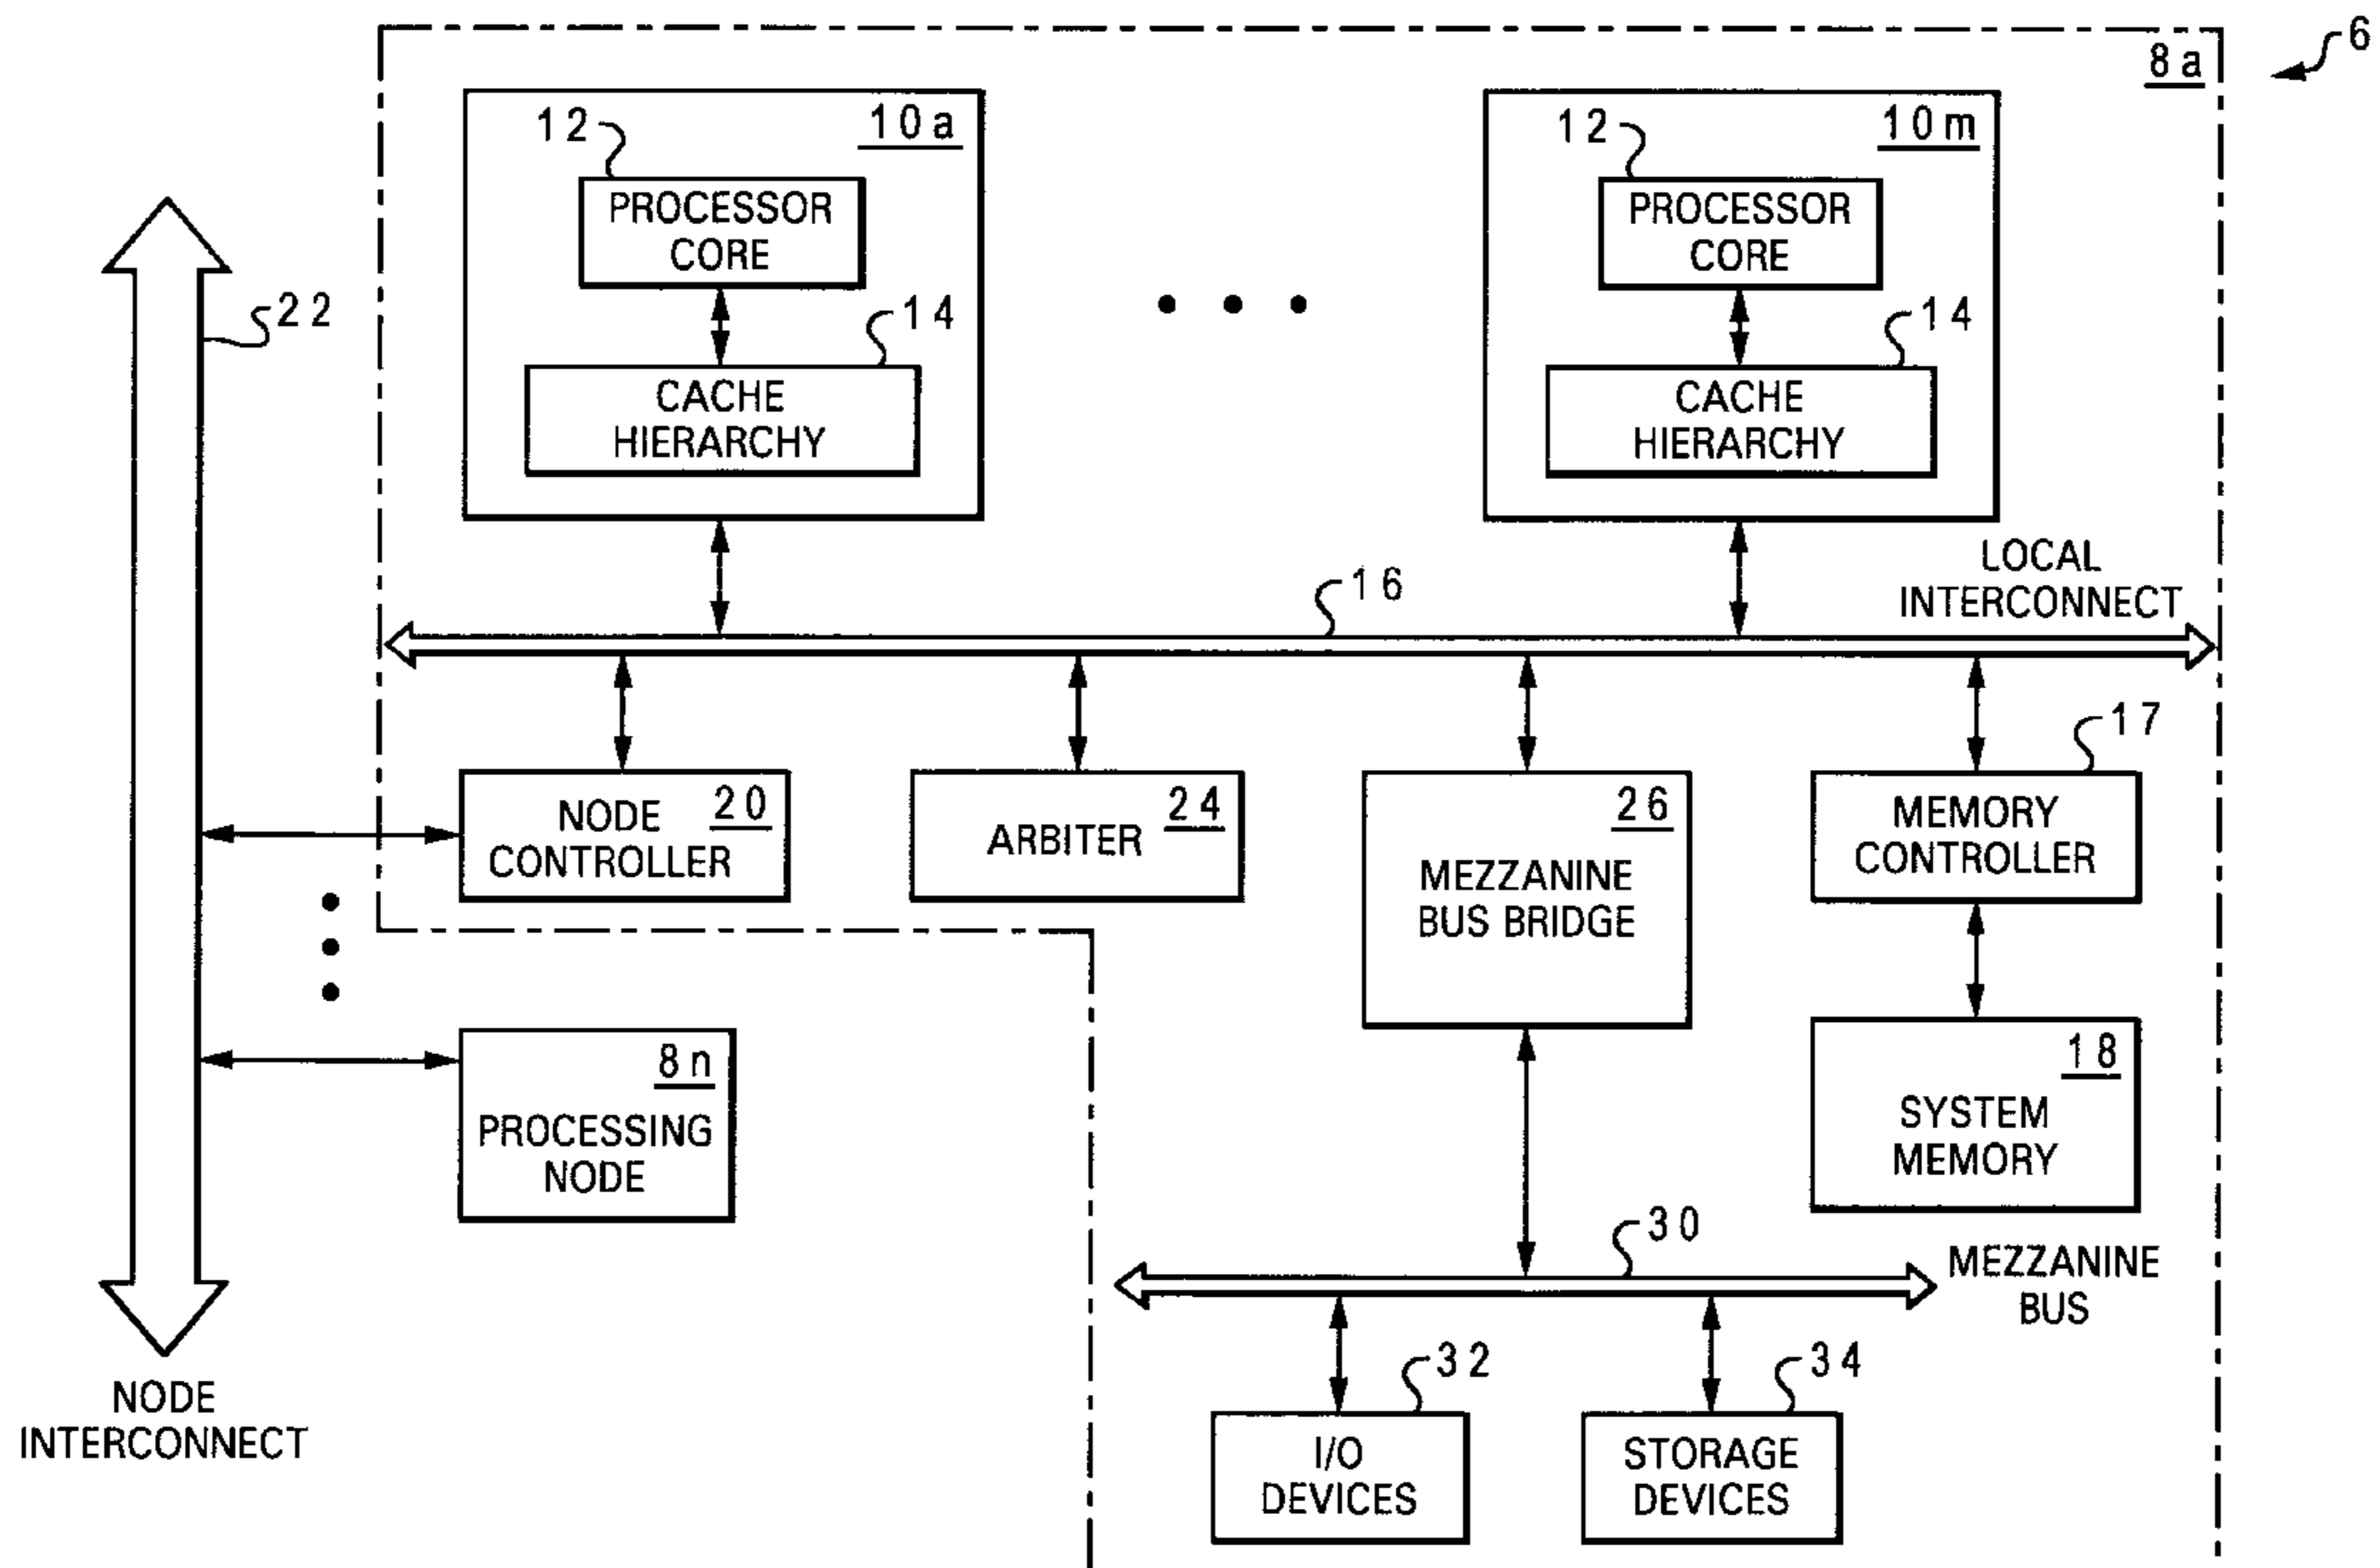 6
8a
10a
12
PROCESSOR
CORE
14
CACHE
HIERARCHY
10m
12
PROCESSOR
CORE
14
CACHE
HIERARCHY
22
16
LOCAL
INTERCONNECT
17
NODE
CONTROLLER
20
ARBITER
24
26
MEZZANINE
BUS BRIDGE
MEMORY
CONTROLLER
8n
PROCESSING
NODE
18
SYSTEM
MEMORY
30
MEZZANINE
BUS
NODE
INTERCONNECT
32
I/O
DEVICES
34
STORAGE
DEVICES